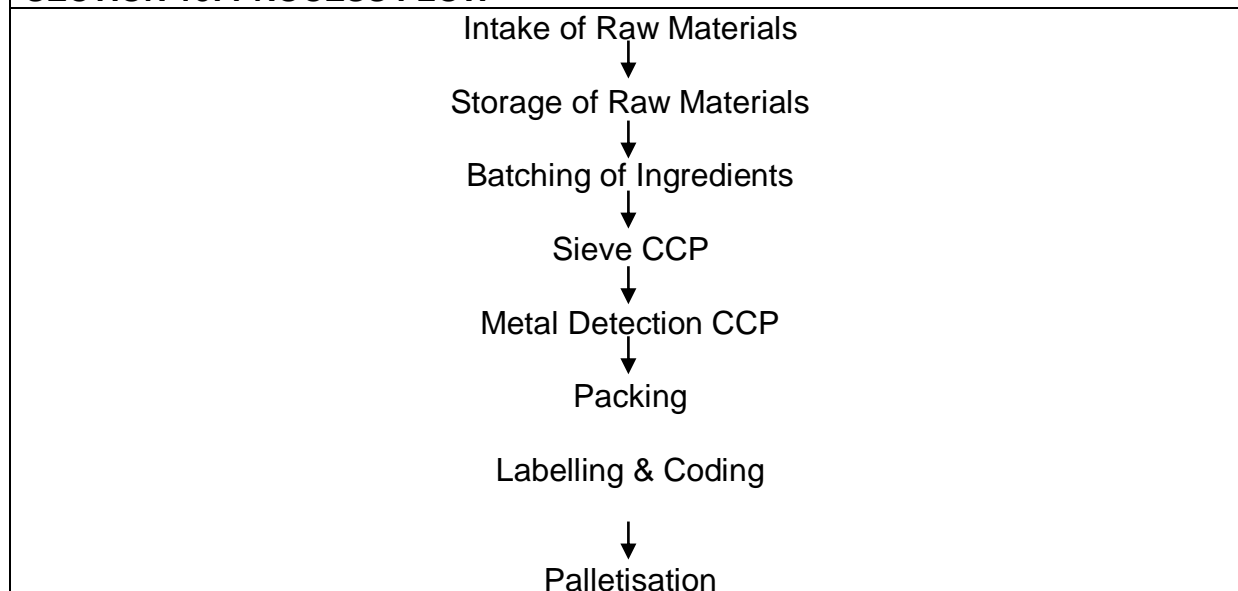 Intake of Raw Materials
Storage of Raw Materials
Batching of Ingredients
Sieve CCP
Metal Detection CCP
Packing
Labelling & Coding
Palletisation